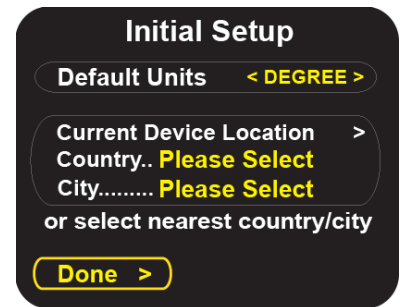 Initial Setup
Default Units < DEGREE >
Current Device Location >
Country.. Please Select
City......... Please Select
or select nearest country/city
Done >